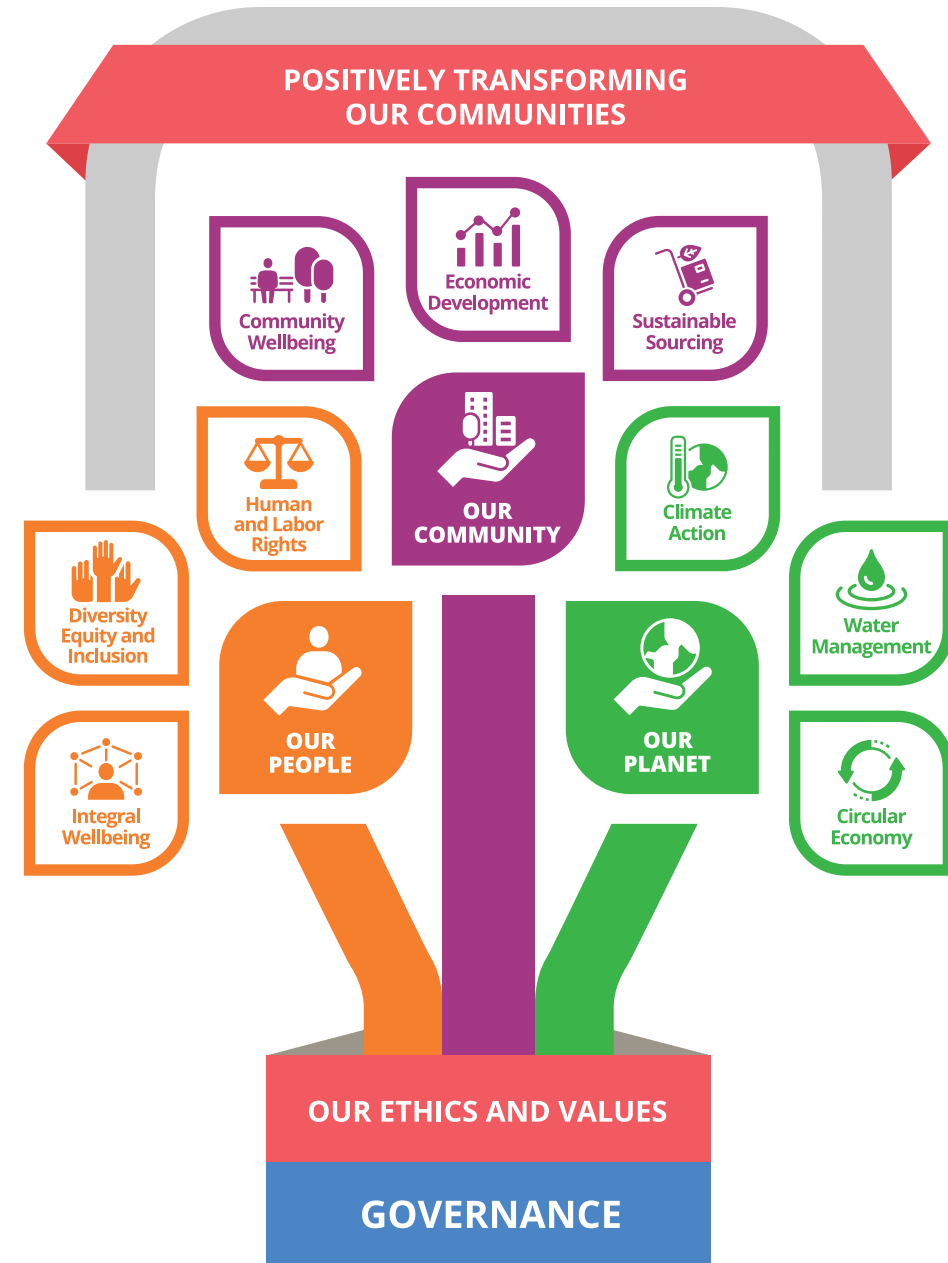 POSITIVELY TRANSFORMING
OUR COMMUNITIES
Economic
Development
Community
Wellbeing
Sustainable
Sourcing
Human
and Labor
Rights
OUR
COMMUNITY
Climate
Action
Diversity
Equity and
Inclusion
Water
Management
OUR
PEOPLE
OUR
PLANET
Integral
Wellbeing
Circular
Economy
OUR ETHICS AND VALUES
GOVERNANCE